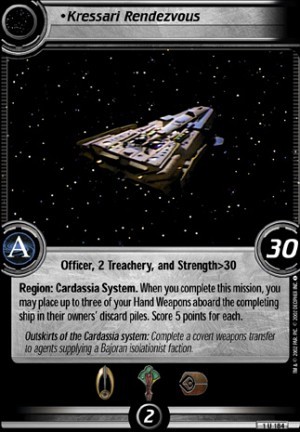 •Kressari Rendezvous
A
30
Officer, 2 Treachery, and Strength>30
Region: Cardassia System. When you complete this mission, you
may place up to three of your Hand Weapons aboard the completing
ship in their owners' discard piles. Score 5 points for each.
Outskirts of the Cardassia system: Complete a covert weapons transfer
to agents supplying a Bajoran isolationist faction.
2
1 U 184